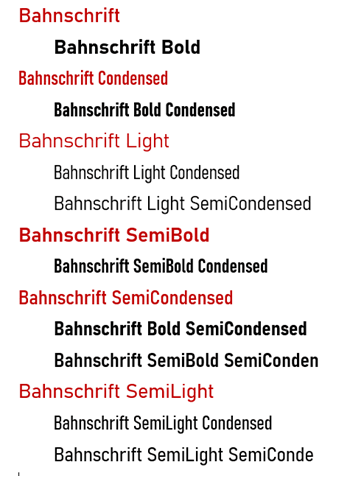 Bahnschrift
Bahnschrift Bold
Bahnschrift Condensed
Bahnschrift Bold Condensed
Bahnschrift Light
Bahnschrift Light Condensed
Bahnschrift Light SemiCondensed
Bahnschrift SemiBold
Bahnschrift SemiBold Condensed
Bahnschrift SemiCondensed
Bahnschrift Bold SemiCondensed
Bahnschrift SemiBold SemiConden
Bahnschrift SemiLight
Bahnschrift SemiLight Condensed
Bahnschrift SemiLight SemiConde